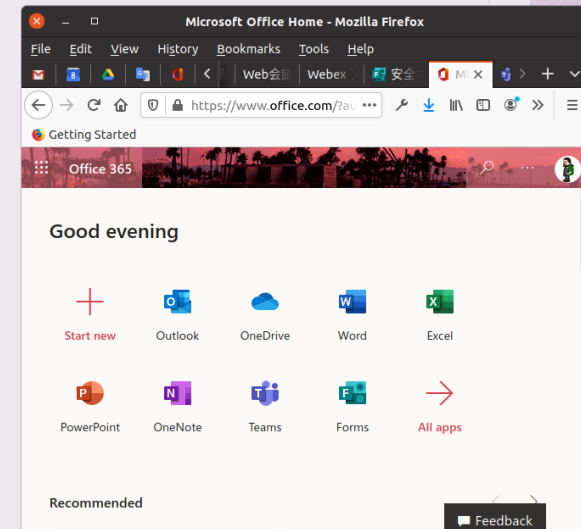 Microsoft Office Home - Mozilla Firefox
File Edit View History Bookmarks Tools Help
Web会 Webex 安全
https://www.office.com/?au
Getting Started
Office 365
Good evening
Start new Outlook OneDrive Word Excel
PowerPoint OneNote Teams Forms All apps
Recommended
Feedback